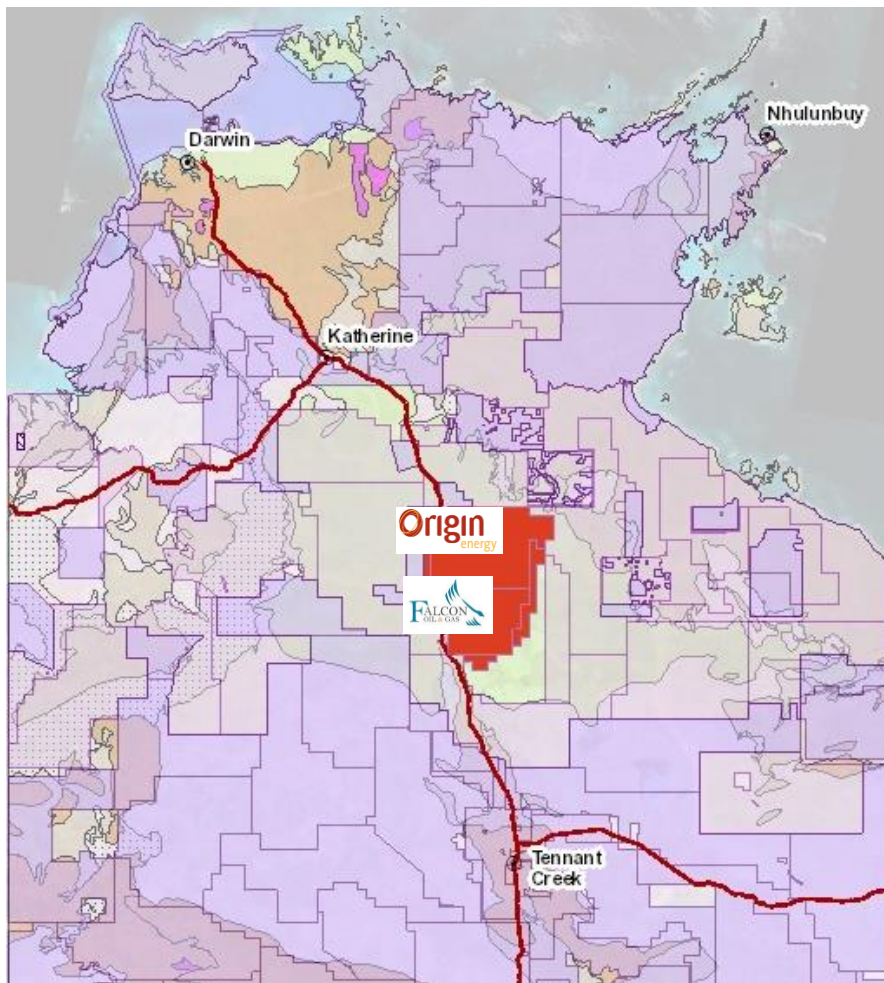 Nhulunbuy
Darwin
Katherine
Origin
energy
FALCON
OIL & GAS
Tennant
Creek